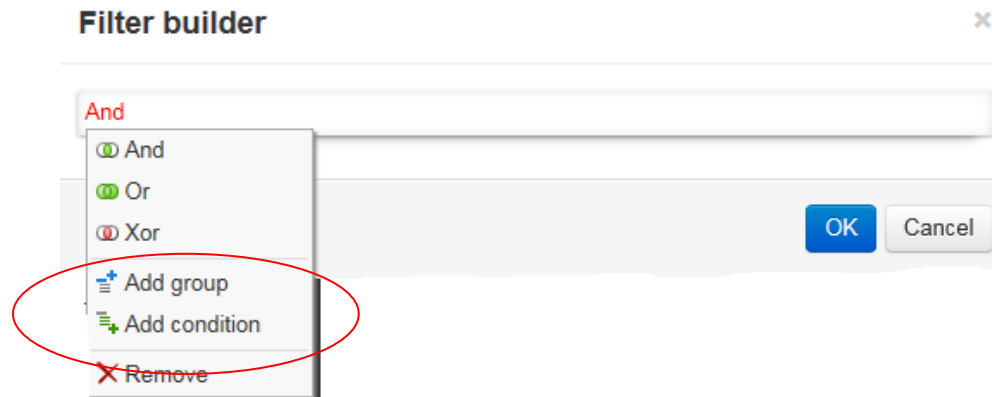 Filter builder
×
And
And
Or
Xor
OK
Cancel
Add group
Add condition
Remove